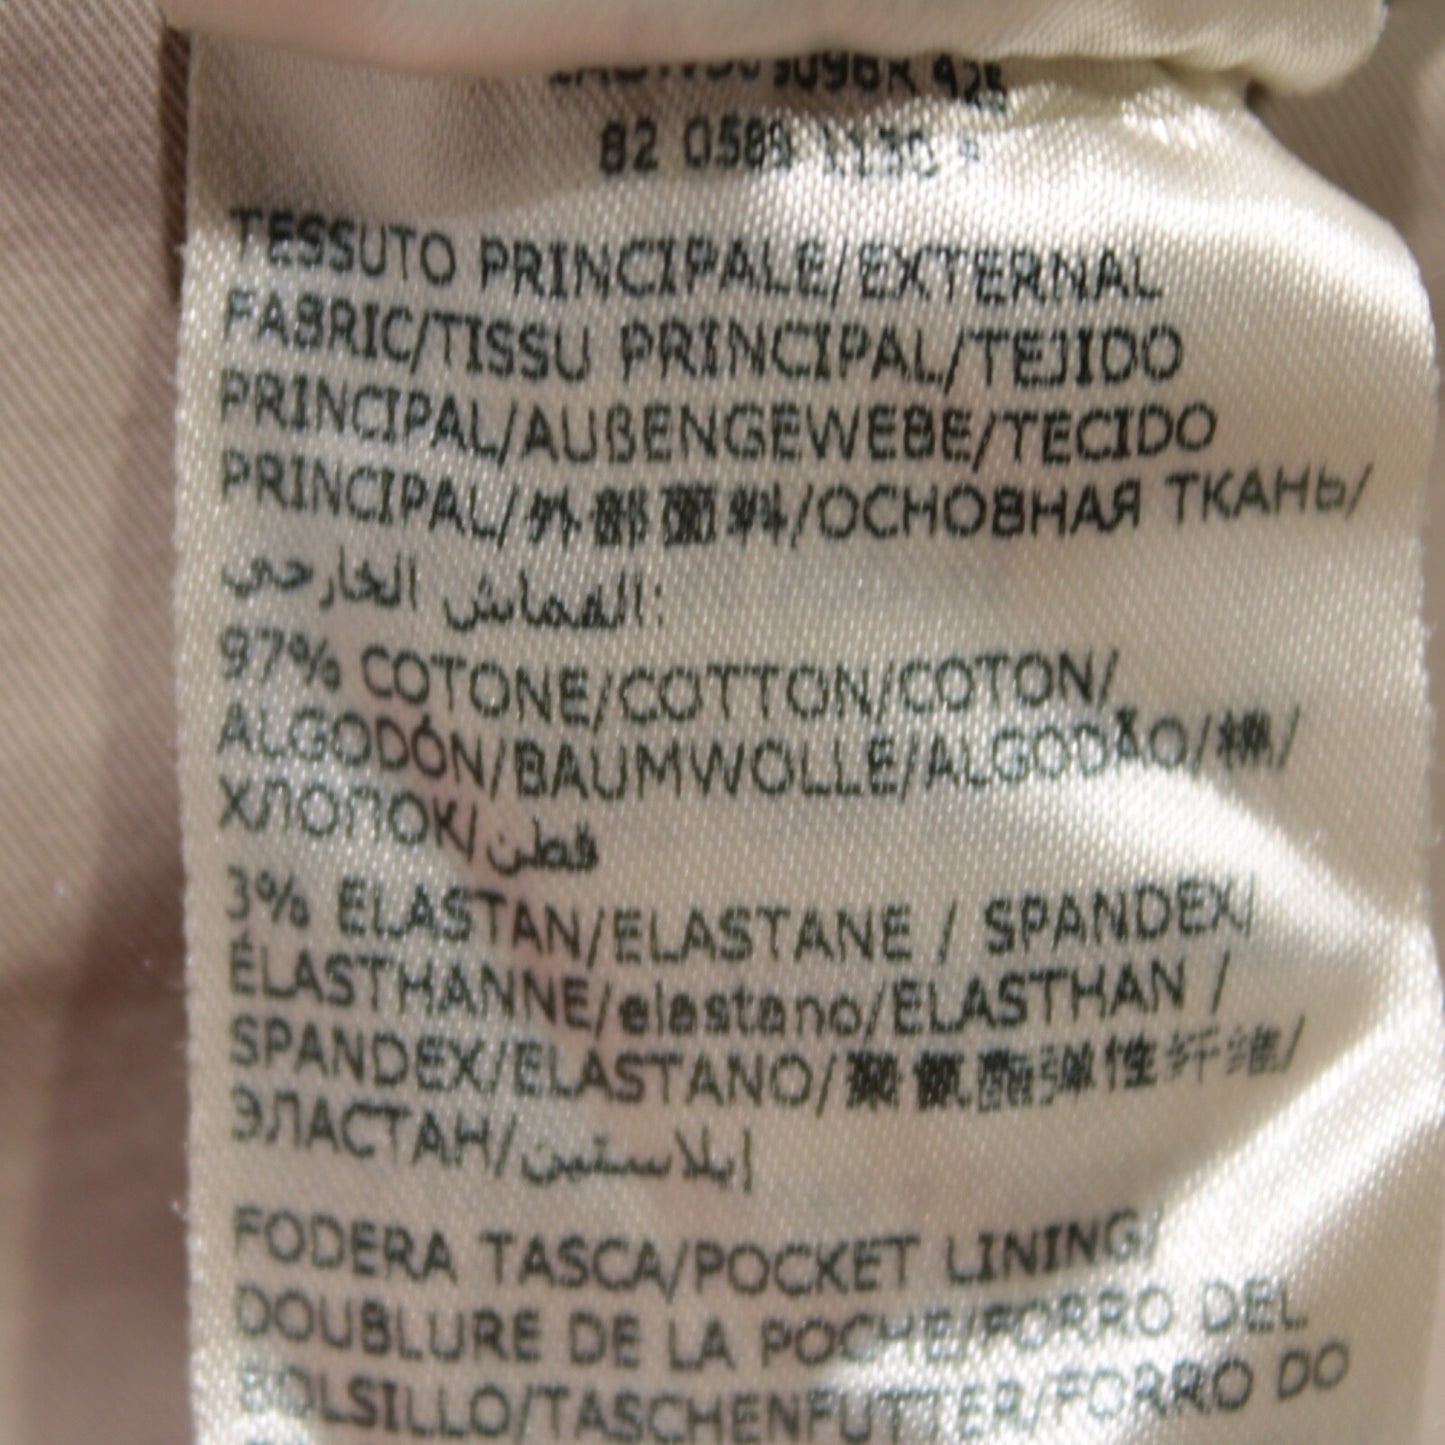 82 0589 1130
TESSUTO PRINCIPALE/EXTERNAL
FABRIC/TISSU PRINCIPAL/TEJIDO
PRINCIPAL/AUßENGEWEBE/TECIDO
PRINCIPAL/外部面料/ОСНОВНАЯ ТКАНЬ/
القماش الخارجي:
97% COTONE/COTTON/COTON/
ALGODÓN/BAUMWOLLE/ALGODÃO/棉/
ХЛОПОК/قطن
3% ELASTAN/ELASTANE / SPANDEX/
ÉLASTHANNE/elastano/ELASTHAN /
SPANDEX/ELASTANO/聚氨酯弹性纤维/
ЭЛАСТАН/إيلاستين
FODERA TASCA/POCKET LINING/
DOUBLURE DE LA POCHE/FORRO DEL
BOLSILLO/TASCHENFUTTER/FORRO DO